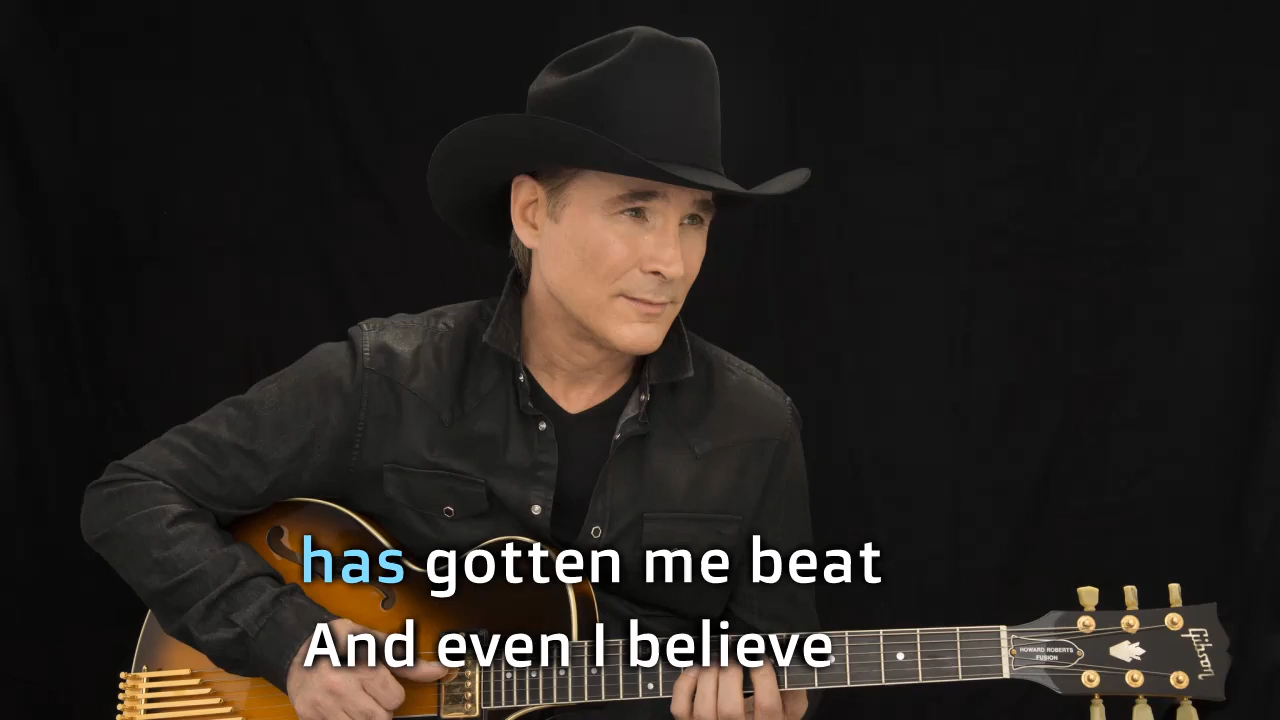 has gotten me beat
And even I believe
HOWARD ROBERTS
FUSION
Gibson